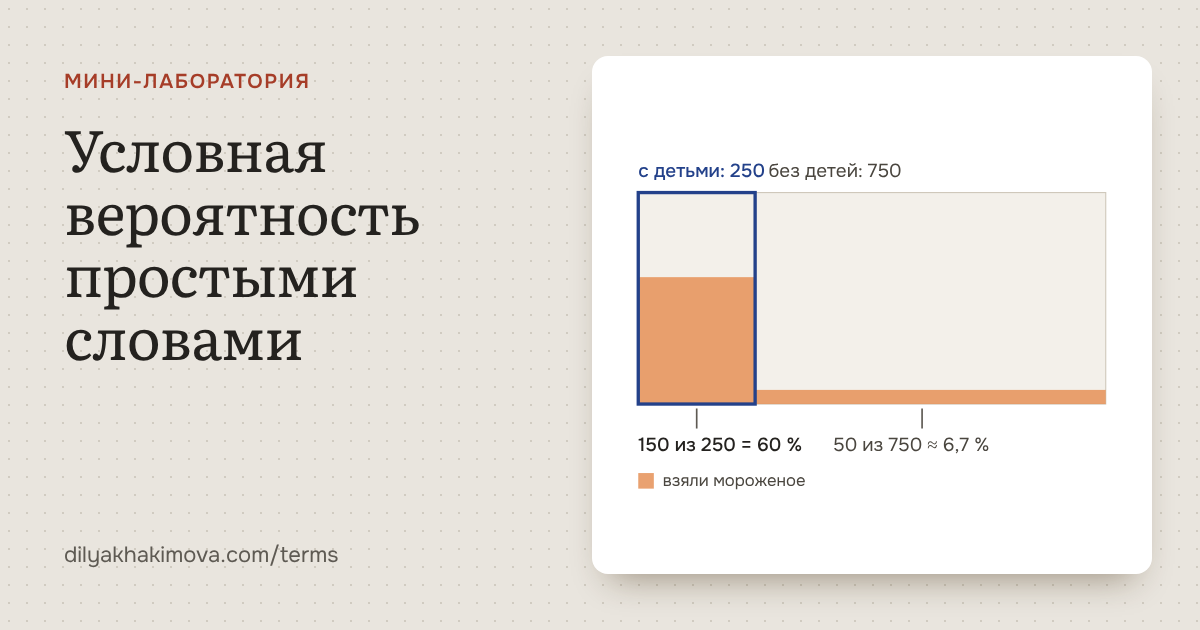 МИНИ-ЛАБОРАТОРИЯ
Условная
вероятность
простыми
словами
dilyakhakimova.com/terms
с детьми: 250 без детей: 750
150 из 250 = 60 % 50 из 750 ≈ 6,7 %
взяли мороженое